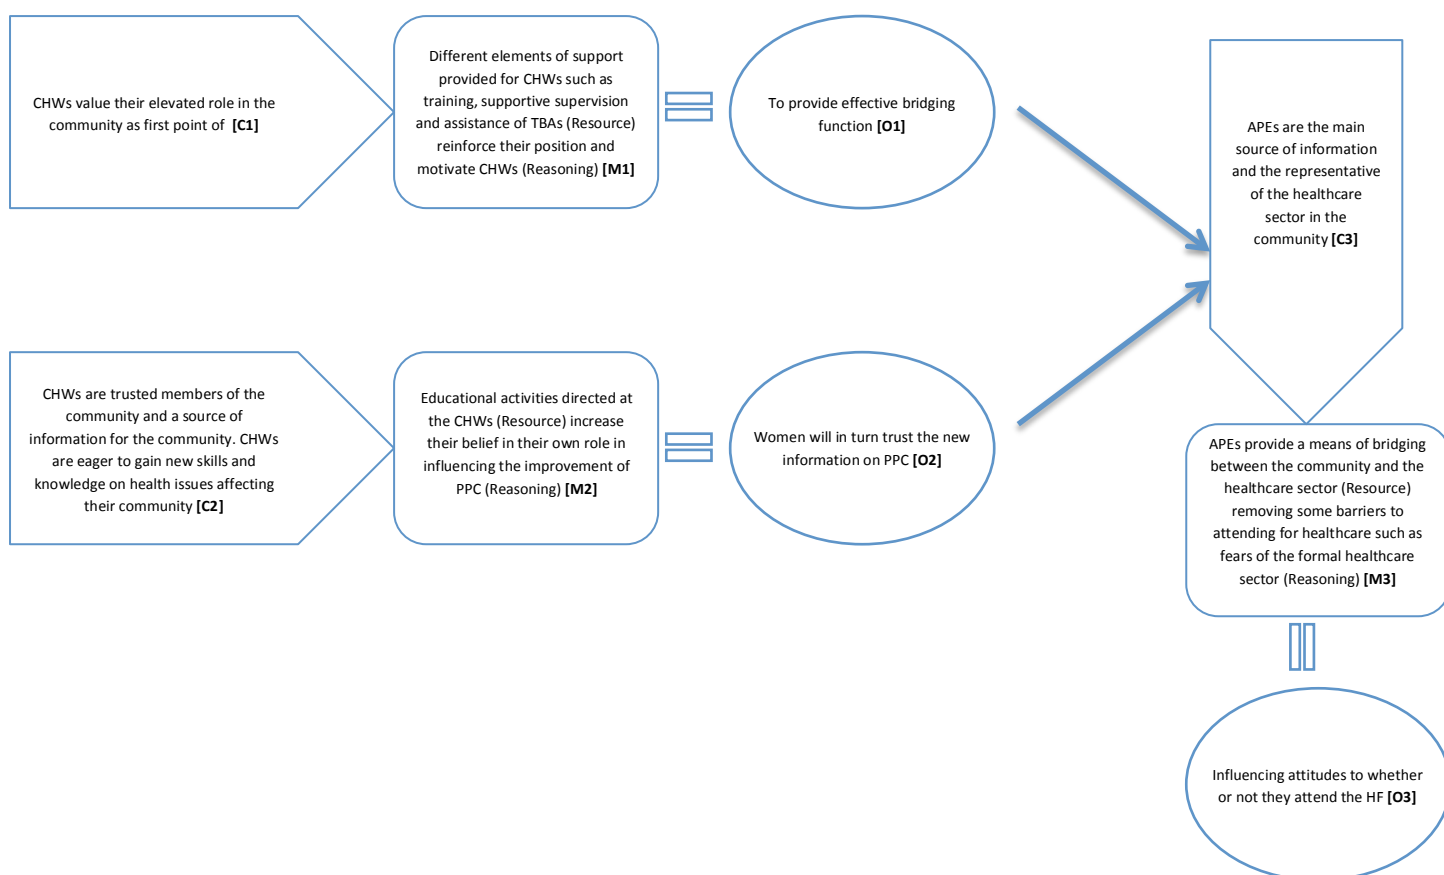 CHWs value their elevated role in the
community as first point of [C1]
Different elements of support
provided for CHWs such as
training, supportive supervision
and assistance of TBAs (Resource)
reinforce their position and
motivate CHWs (Reasoning) [M1]
To provide effective bridging
function [O1]
APEs are the main
source of information
and the representative
of the healthcare
sector in the
community [C3]
CHWs are trusted members of the
community and a source of
information for the community. CHWs
are eager to gain new skills and
knowledge on health issues affecting
their community [C2]
Educational activities directed at
the CHWs (Resource) increase
their belief in their own role in
influencing the improvement of
PPC (Reasoning) [M2]
Women will in turn trust the new
information on PPC [O2]
APEs provide a means of bridging
between the community and the
healthcare sector (Resource)
removing some barriers to
attending for healthcare such as
fears of the formal healthcare
sector (Reasoning) [M3]
Influencing attitudes to whether
or not they attend the HF [O3]